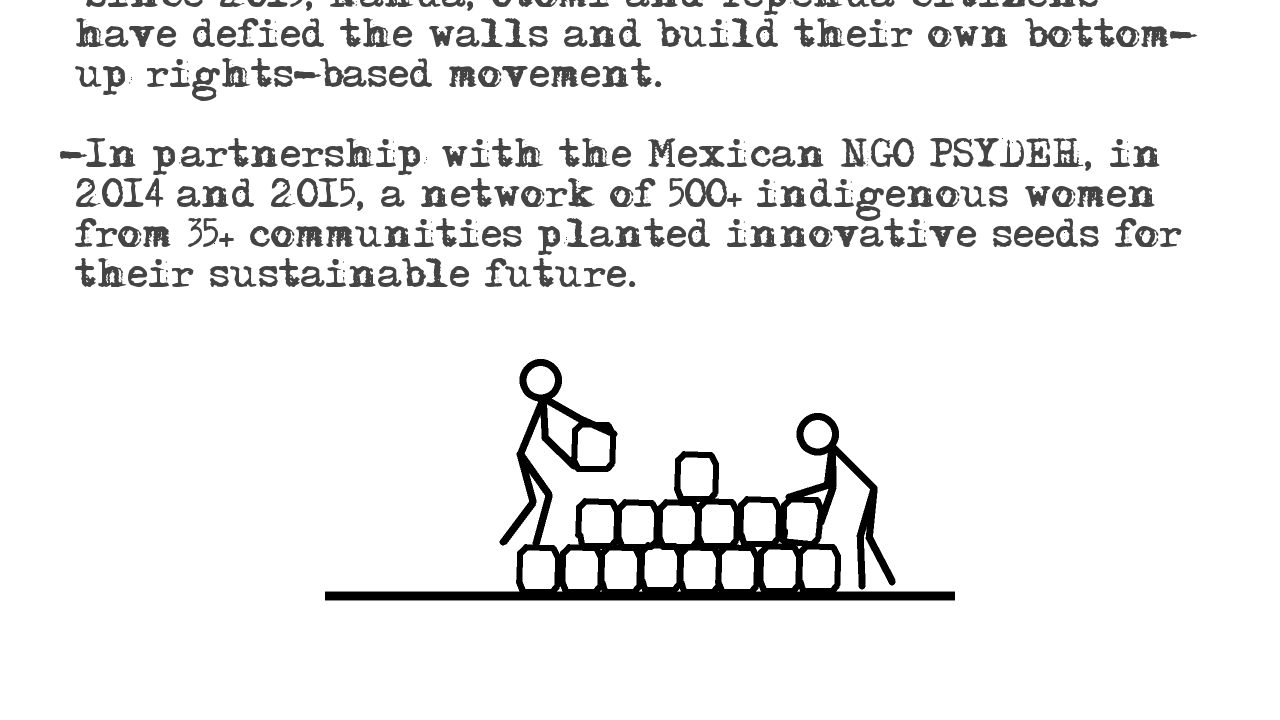 have defied the walls and build their own bottom-
up rights-based movement.
-In partnership with the Mexican NGO PSYDEH, in
2014 and 2015, a network of 500+ indigenous women
from 35+ communities planted innovative seeds for
their sustainable future.